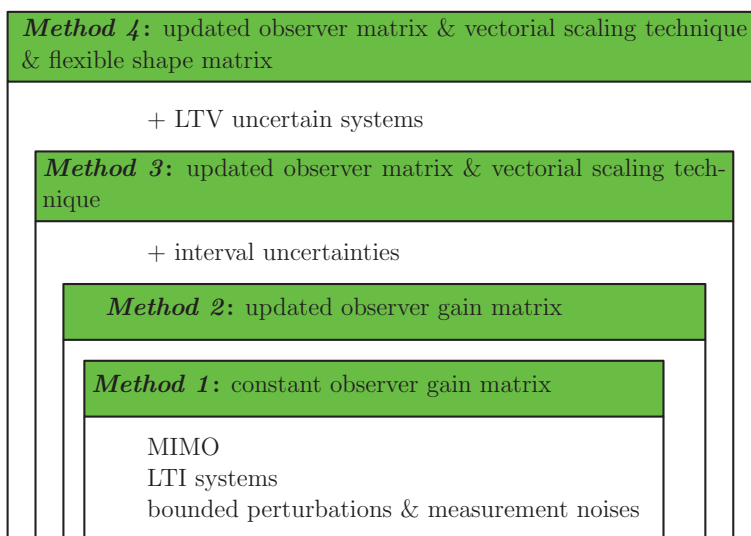 Method 4: updated observer matrix & vectorial scaling technique
& flexible shape matrix
+ LTV uncertain systems
Method 3: updated observer matrix & vectorial scaling tech-
nique
+ interval uncertainties
Method 2: updated observer gain matrix
Method 1: constant observer gain matrix
MIMO
LTI systems
bounded perturbations & measurement noises